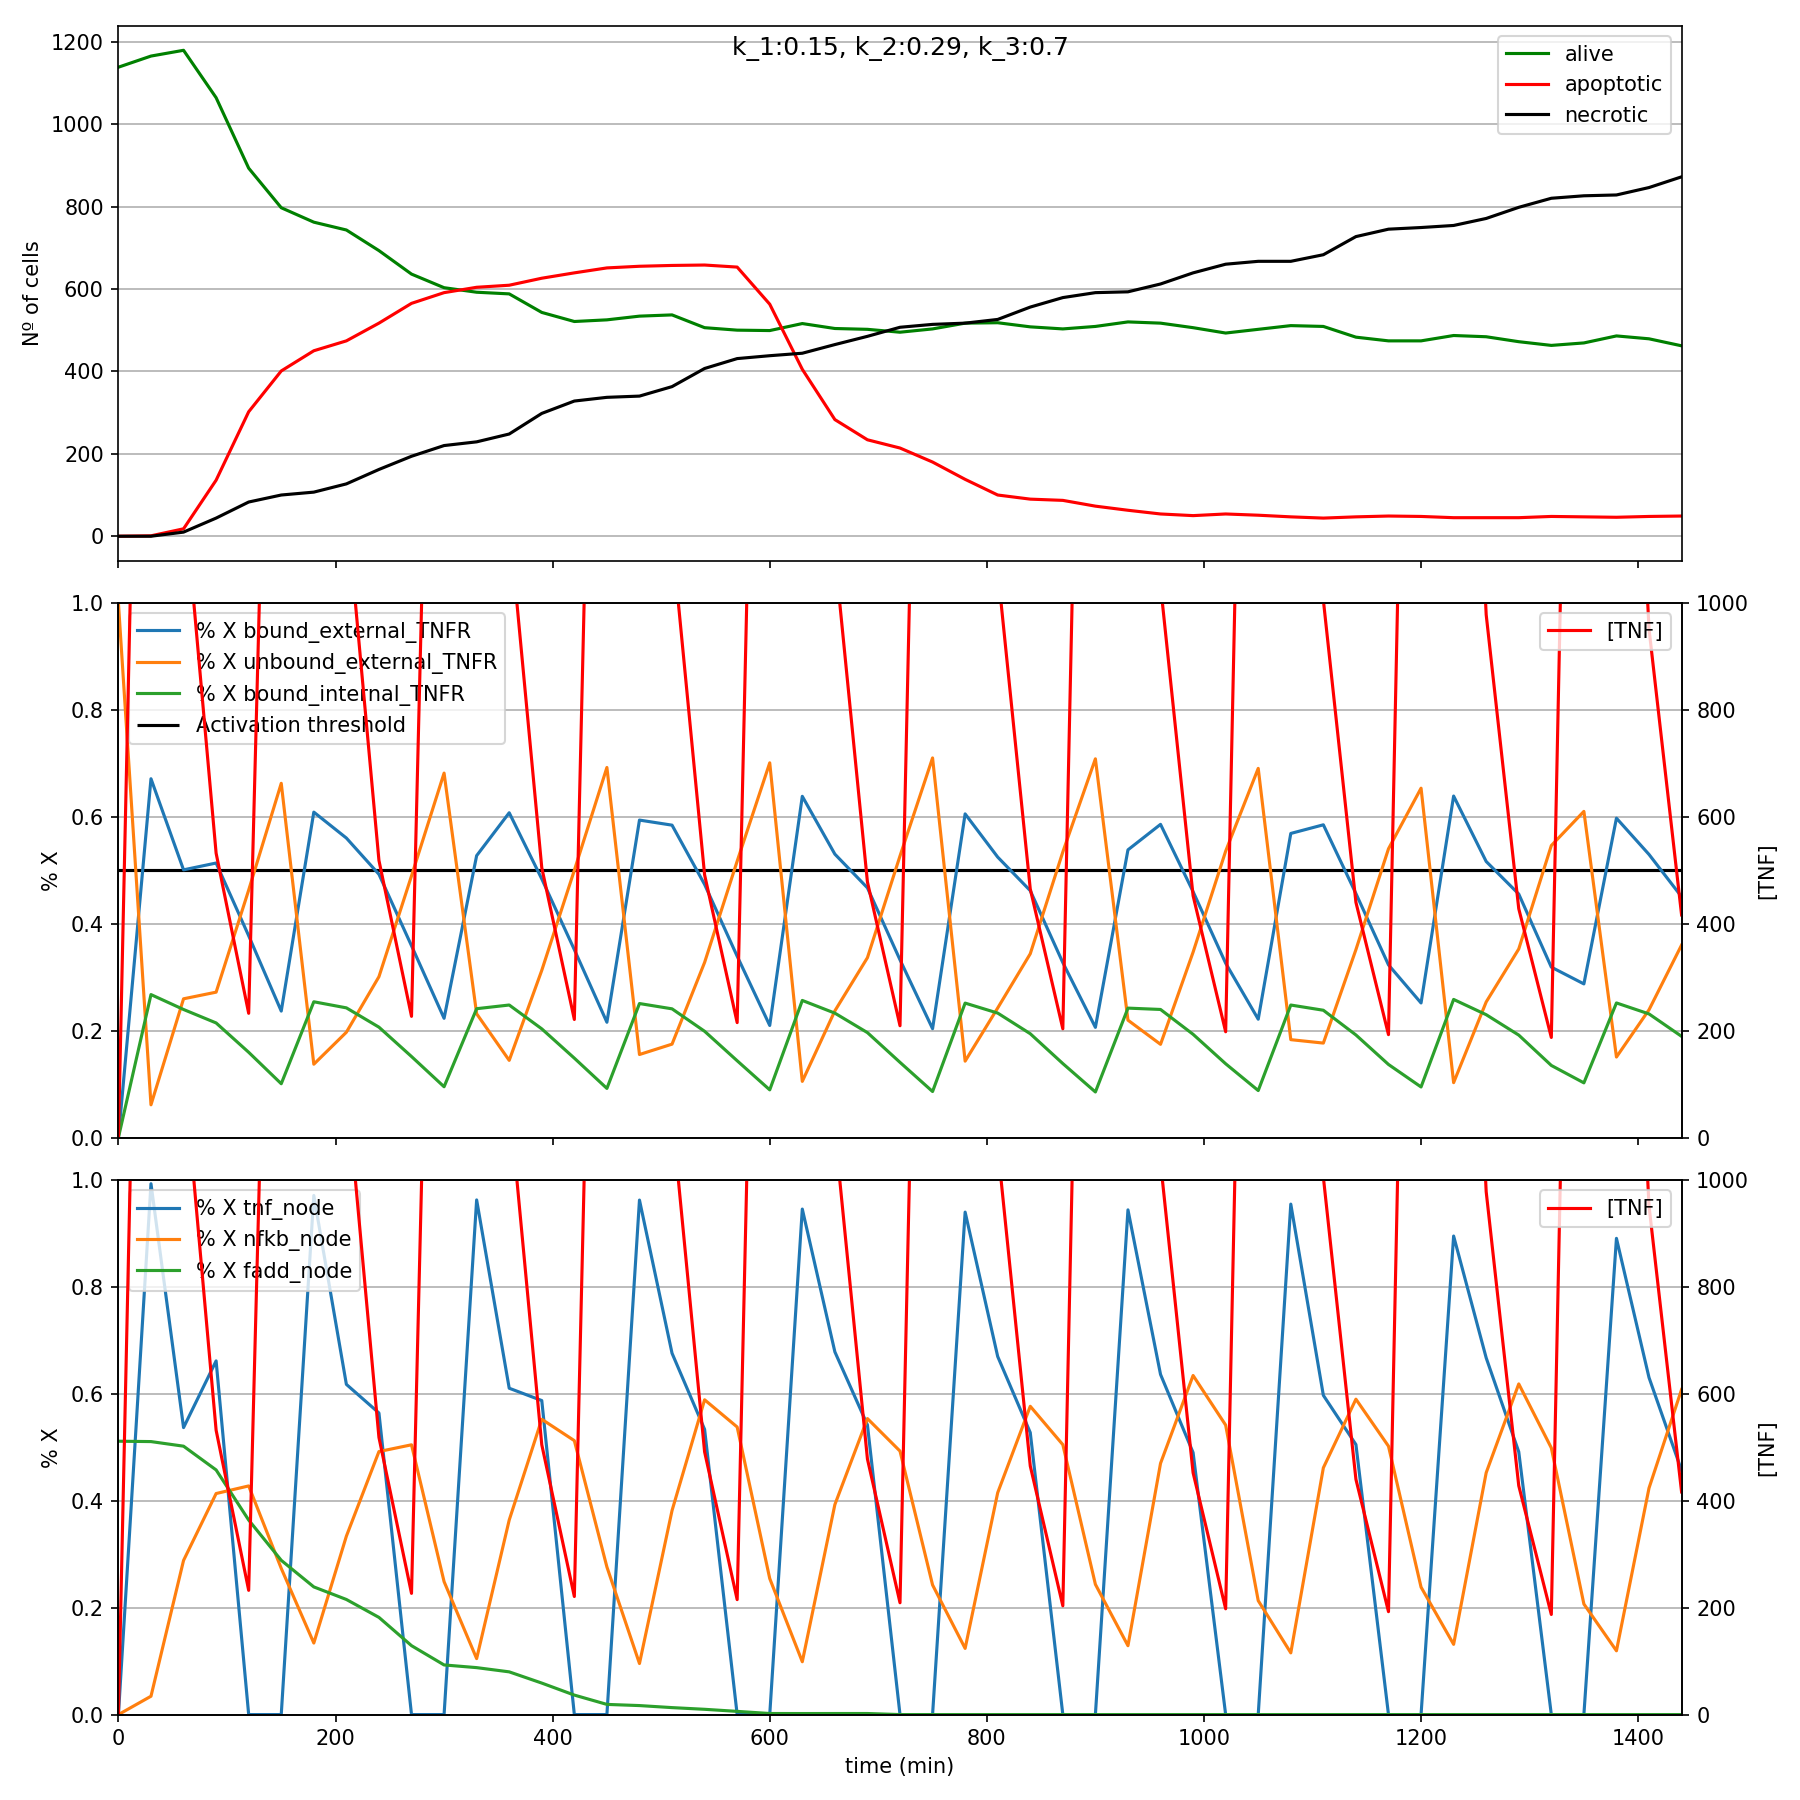 k_1:0.15, k_2:0.29, k_3:0.7
1200
1000
800
600
400
200
0
Nº of cells
alive
apoptotic
necrotic
1.0
0.8
0.6
0.4
0.2
0.0
% X
% X bound_external_TNFR
% X unbound_external_TNFR
% X bound_internal_TNFR
Activation threshold
[TNF]
1000
800
600
400
200
0
[TNF]
1.0
0.8
0.6
0.4
0.2
0.0
% X
% X tnf_node
% X nfkb_node
% X fadd_node
[TNF]
1000
800
600
400
200
0
[TNF]
0 200 400 600 800 1000 1200 1400
time (min)